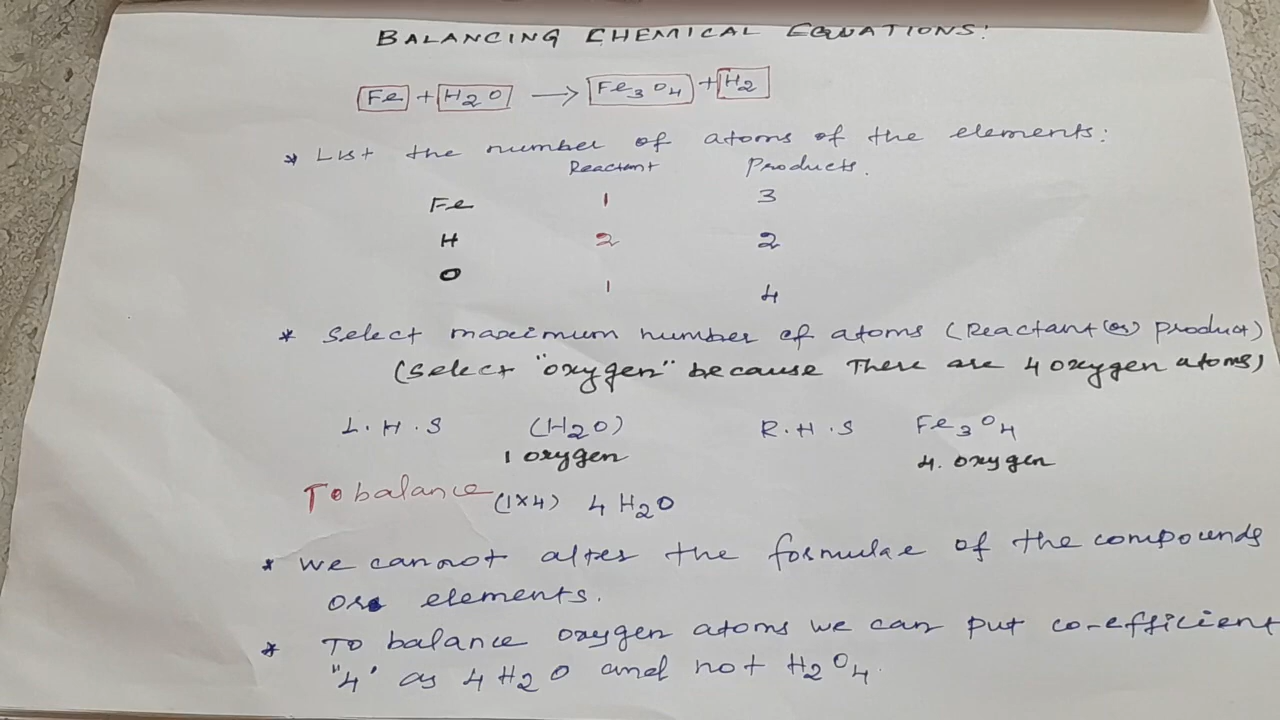 BALANCING CHEMICAL EQUATIONS:
Fe + H2O → Fe3O4 + H2
* List the number of atoms of the elements:
Reactant Products.
Fe 1 3
H 2 2
O 1 4
* Select maximum number of atoms (Reactant (or) product)
(Select "oxygen" because There are 4 oxygen atoms)
L.H.S (H2O) R.H.S Fe3O4
1 oxygen 4. oxygen
To balance (1x4) 4 H2O
* we cannot alter the formulae of the compounds
or elements.
* To balance oxygen atoms we can put co-efficient
"4" as 4 H2O and not H2O4.